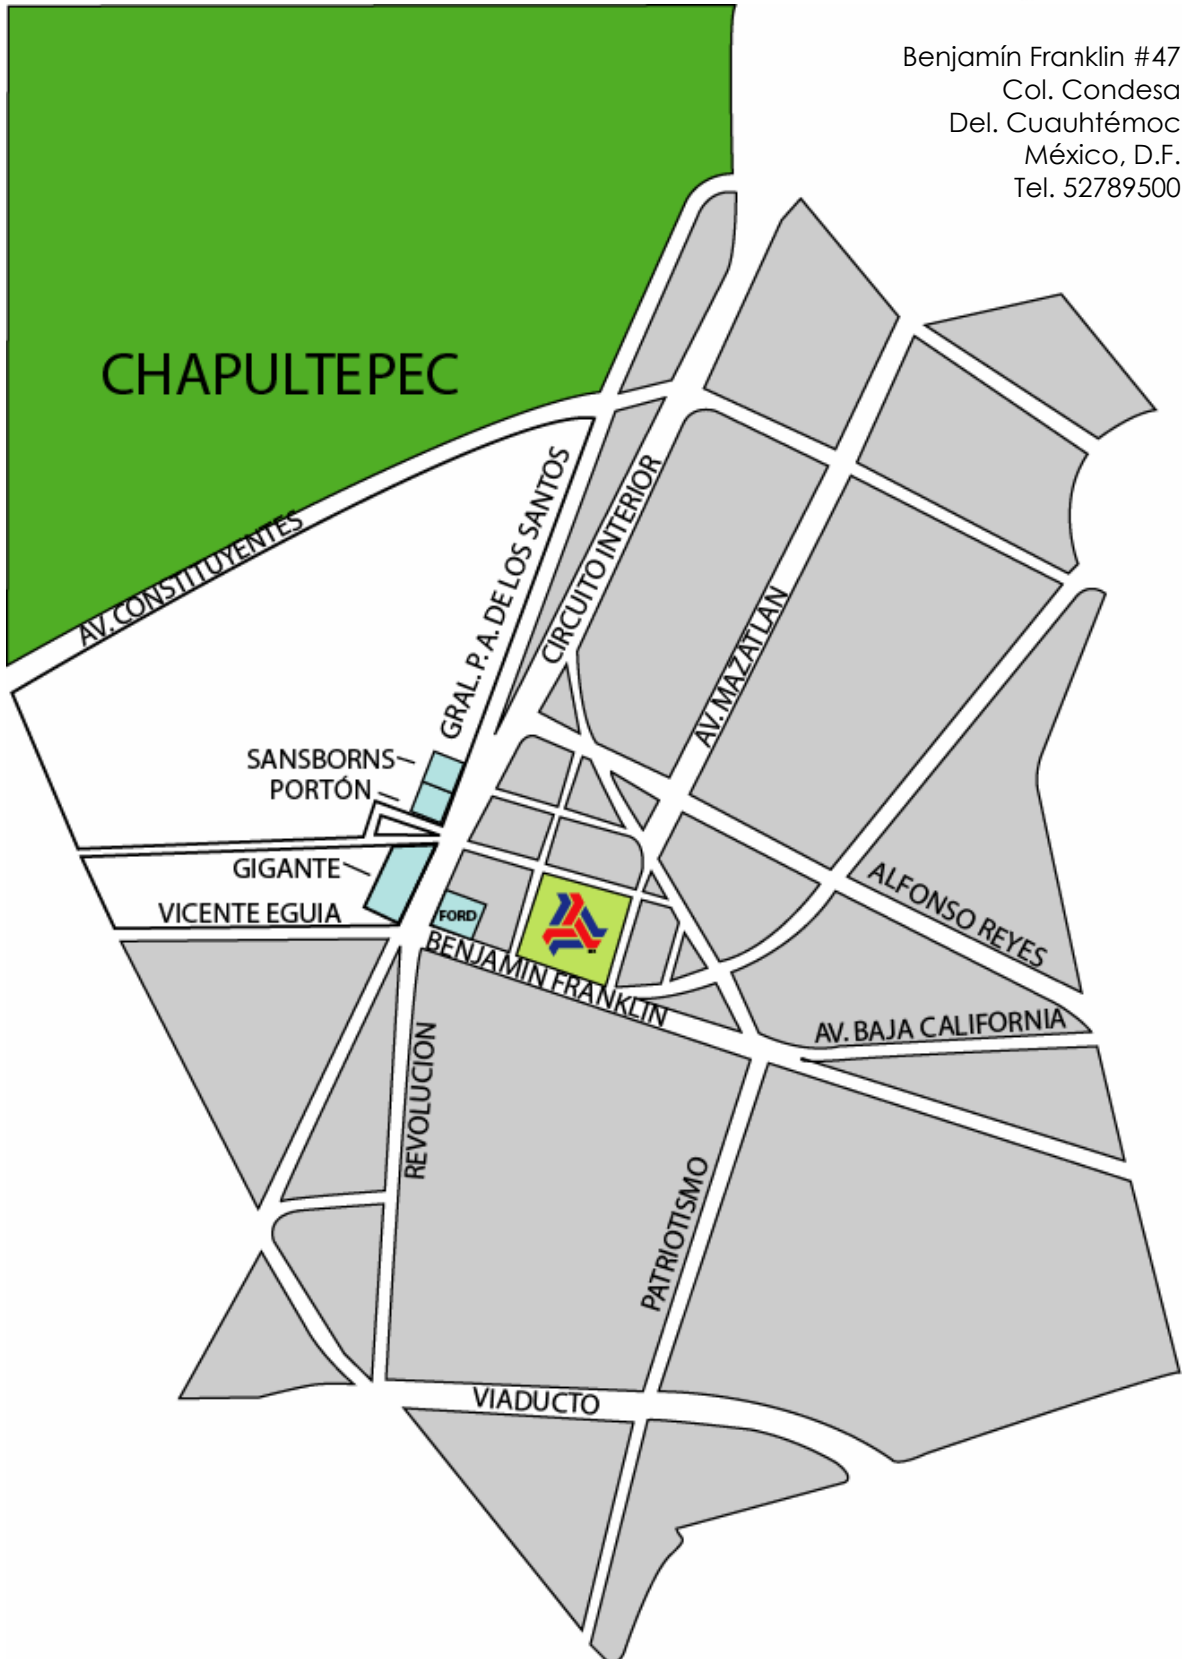 Benjamín Franklin #47
Col. Condesa
Del. Cuauhtémoc
México, D.F.
Tel. 52789500
CHAPULTEPEC
AV. CONSTITUYENTES
GRAL. P. A. DE LOS SANTOS
CIRCUITO INTERIOR
AV. MAZATLAN
SANSBORNS
PORTÓN
GIGANTE
VICENTE EGUIA
FORD
BENJAMIN FRANKLIN
ALFONSO REYES
AV. BAJA CALIFORNIA
REVOLUCION
PATRIOTISMO
VIADUCTO